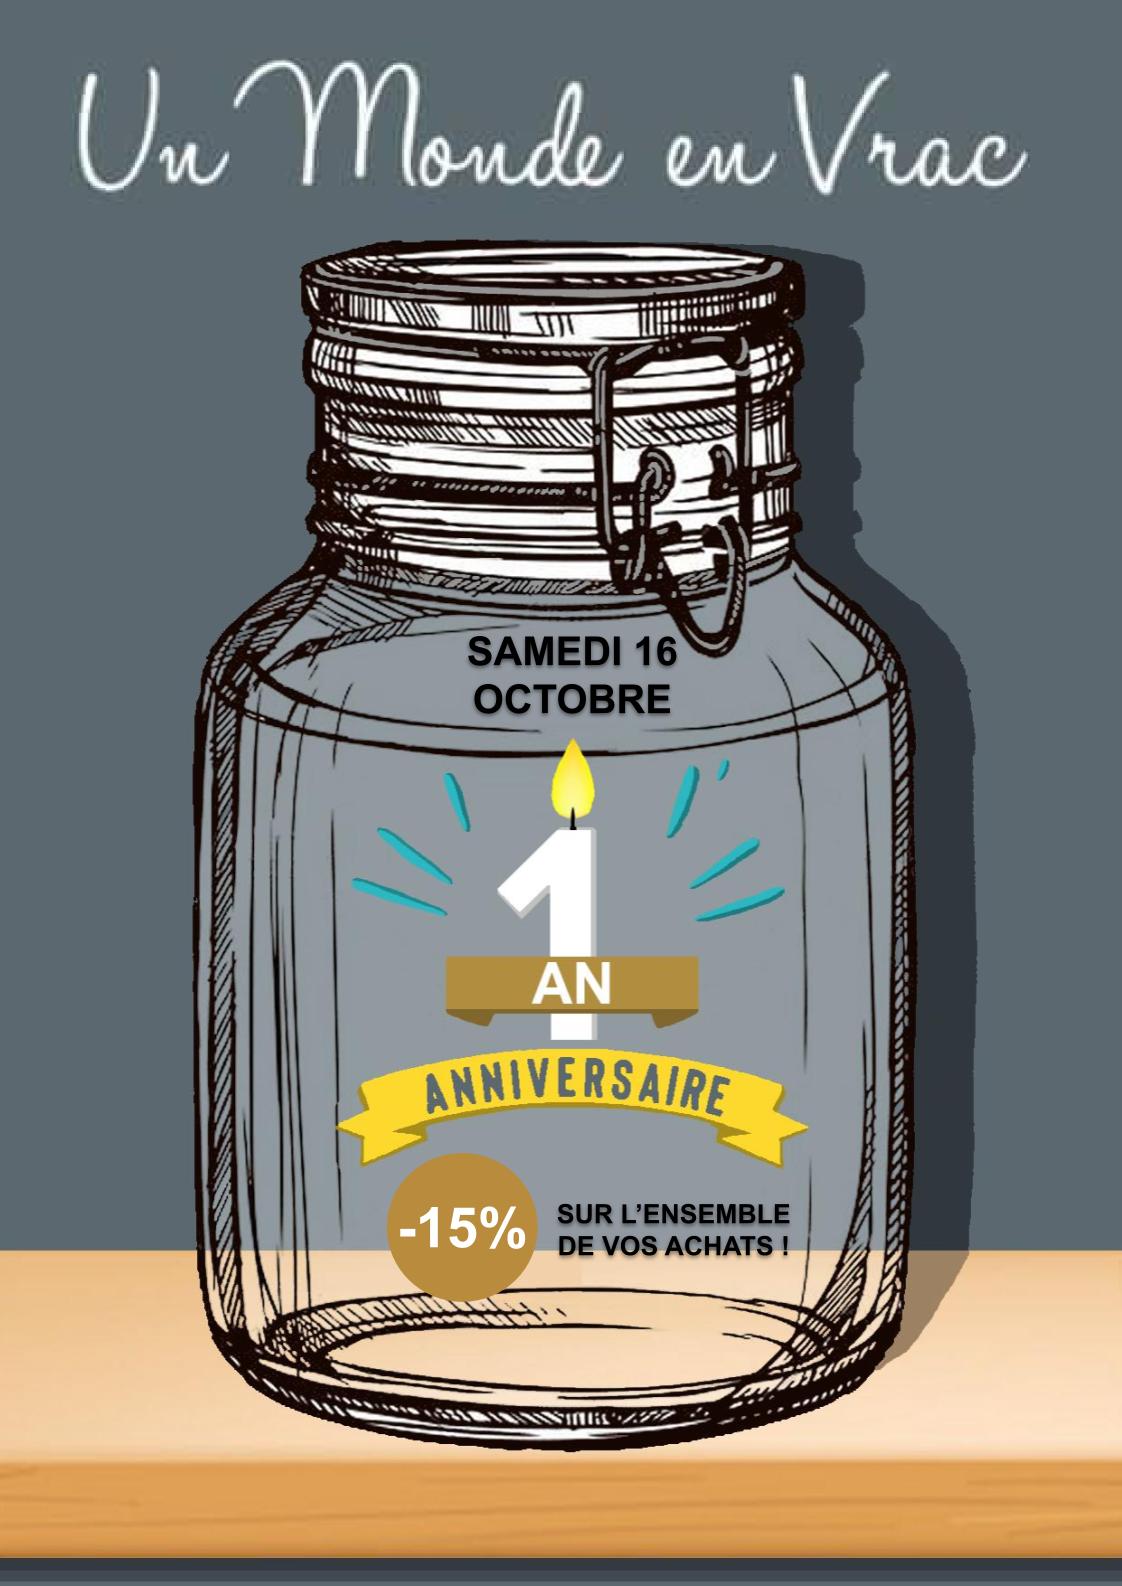 Un Monde en Vrac
SAMEDI 16
OCTOBRE
1
AN
ANNIVERSAIRE
-15%
SUR L’ENSEMBLE
DE VOS ACHATS !